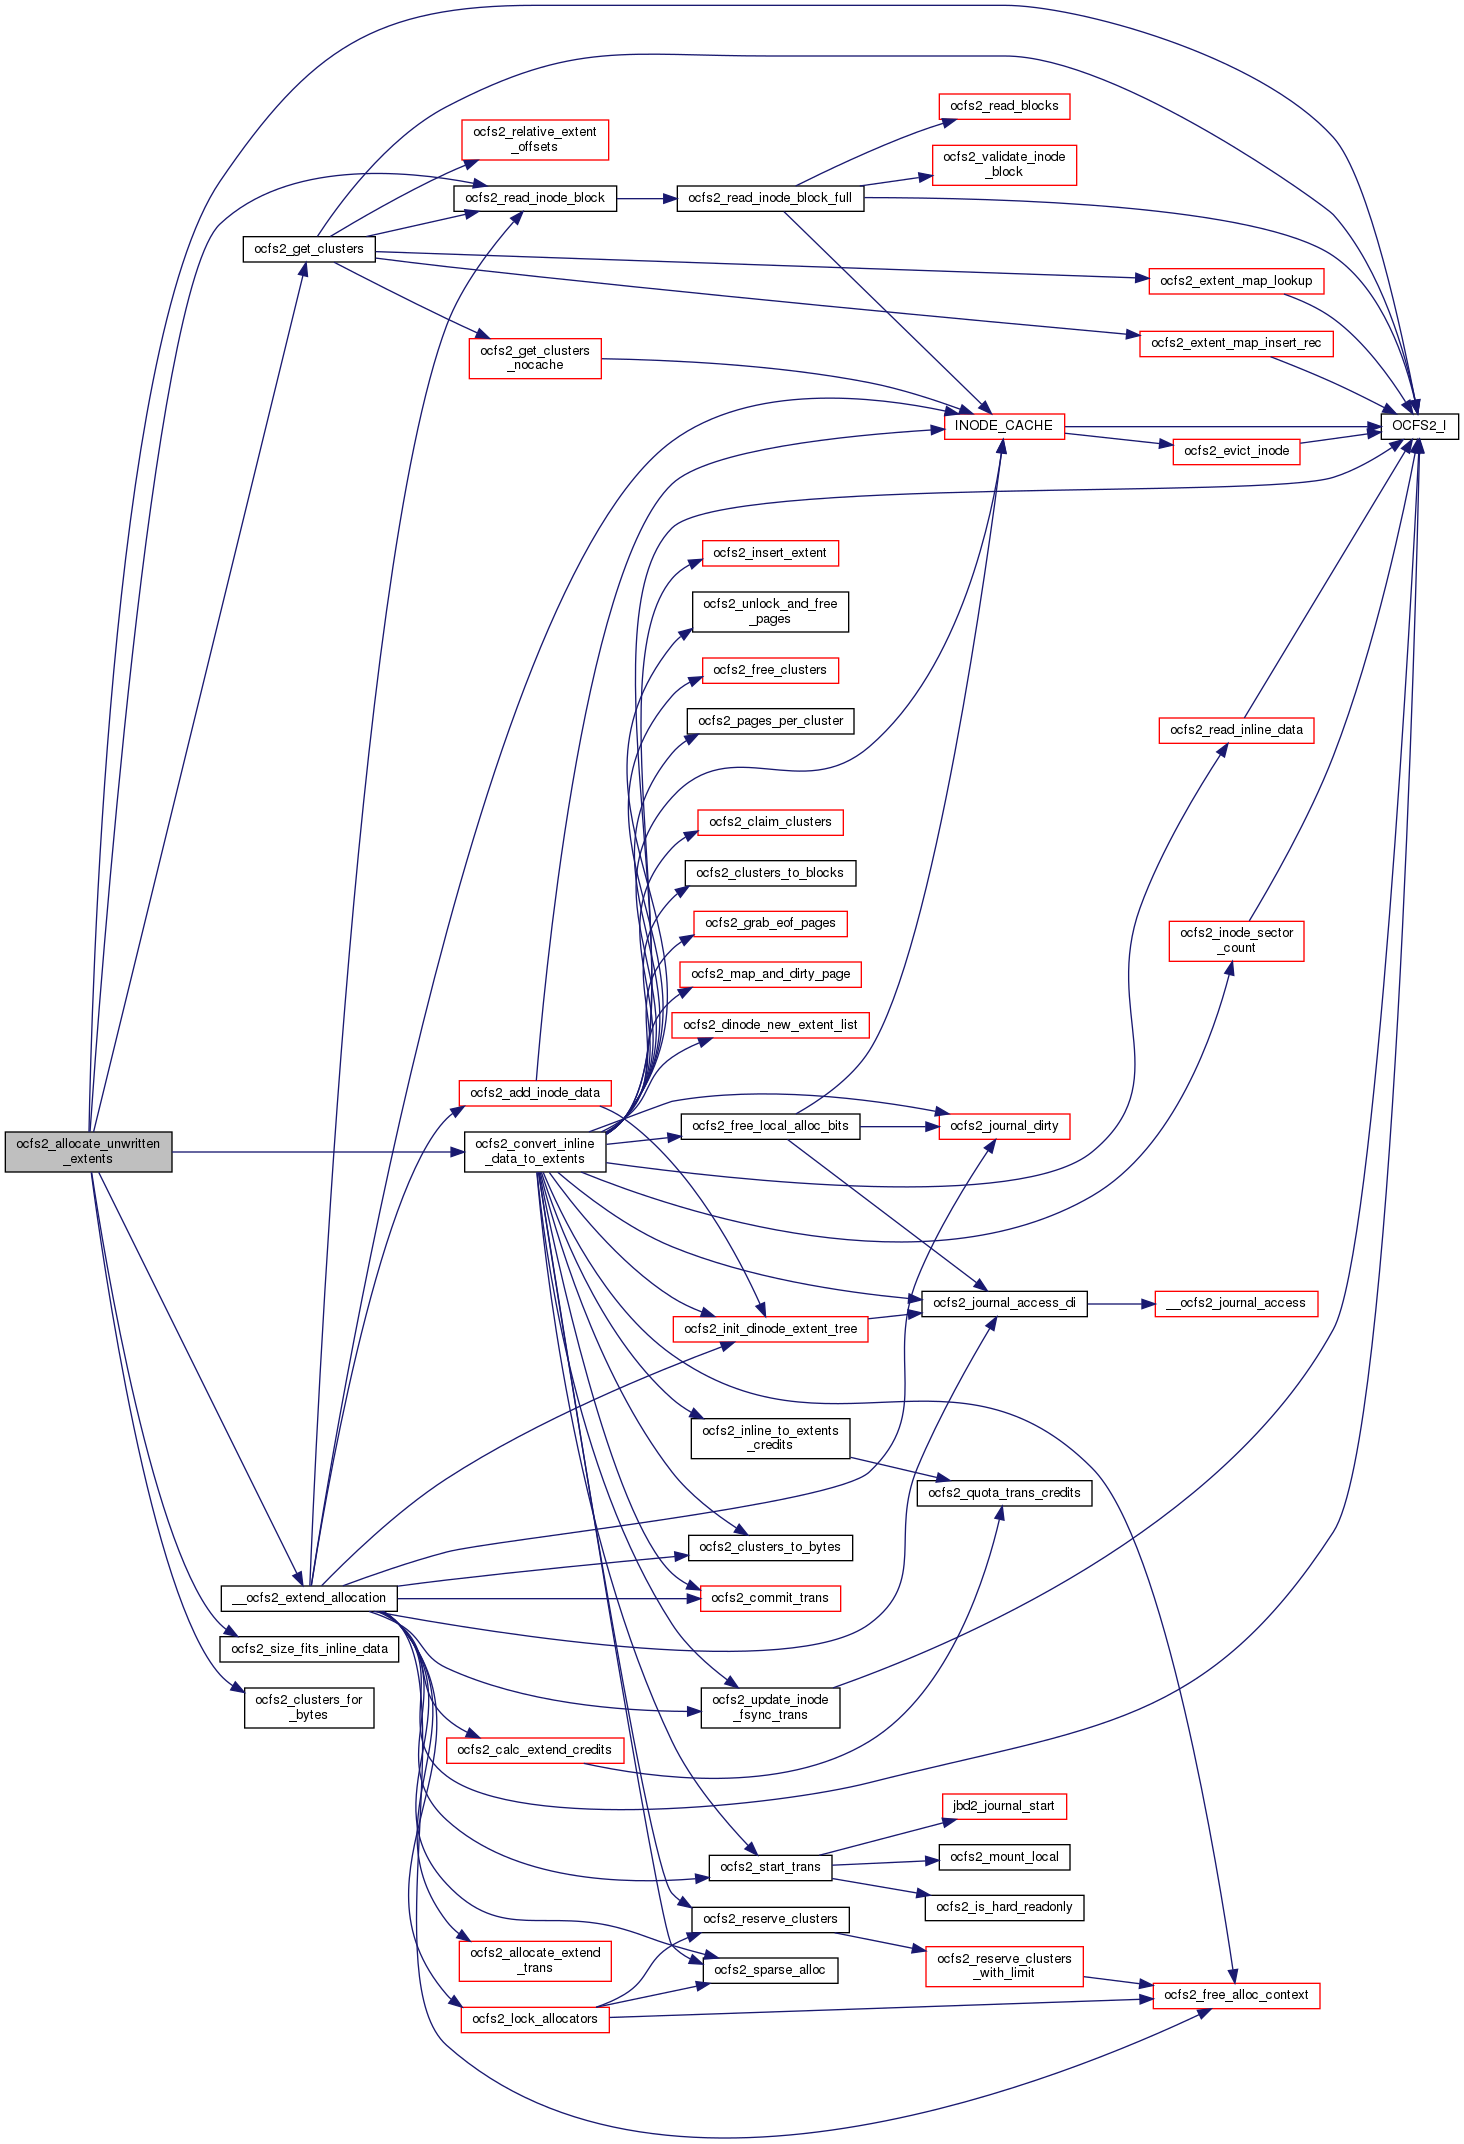 ocfs2_read_blocks
ocfs2_relative_extent
_offsets
ocfs2_validate_inode
_block
ocfs2_read_inode_block
ocfs2_read_inode_block_full
ocfs2_get_clusters
ocfs2_extent_map_lookup
ocfs2_extent_map_insert_rec
ocfs2_get_clusters
_nocache
INODE_CACHE
OCFS2_I
ocfs2_evict_inode
ocfs2_insert_extent
ocfs2_unlock_and_free
_pages
ocfs2_free_clusters
ocfs2_pages_per_cluster
ocfs2_read_inline_data
ocfs2_claim_clusters
ocfs2_clusters_to_blocks
ocfs2_grab_eof_pages
ocfs2_inode_sector
_count
ocfs2_map_and_dirty_page
ocfs2_dinode_new_extent_list
ocfs2_add_inode_data
ocfs2_free_local_alloc_bits
ocfs2_journal_dirty
ocfs2_allocate_unwritten
_extents
ocfs2_convert_inline
_data_to_extents
ocfs2_journal_access_di
__ocfs2_journal_access
ocfs2_init_dinode_extent_tree
ocfs2_inline_to_extents
_credits
ocfs2_quota_trans_credits
ocfs2_clusters_to_bytes
__ocfs2_extend_allocation
ocfs2_commit_trans
ocfs2_size_fits_inline_data
ocfs2_clusters_for
_bytes
ocfs2_update_inode
_fsync_trans
ocfs2_calc_extend_credits
jbd2_journal_start
ocfs2_mount_local
ocfs2_start_trans
ocfs2_is_hard_readonly
ocfs2_reserve_clusters
ocfs2_allocate_extend
_trans
ocfs2_sparse_alloc
ocfs2_reserve_clusters
_with_limit
ocfs2_free_alloc_context
ocfs2_lock_allocators